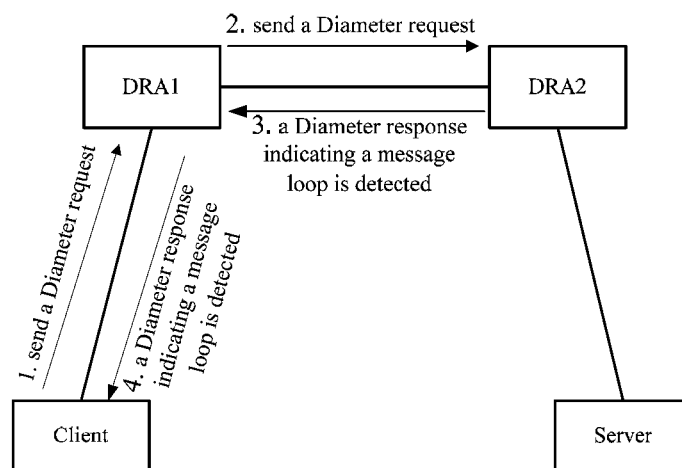 2. send a Diameter request
DRA1
DRA2
3. a Diameter response
indicating a message
loop is detected
1. send a Diameter request
4. a Diameter response
indicating a message
loop is detected
Client
Server